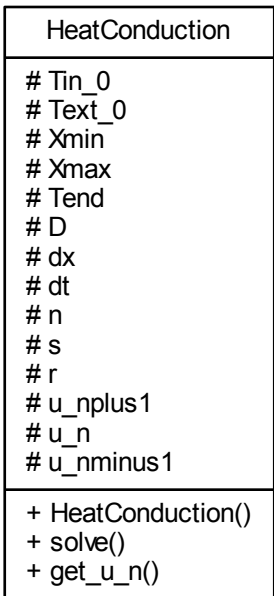 HeatConduction
# Tin_0
# Text_0
# Xmin
# Xmax
# Tend
# D
# dx
# dt
# n
# s
# r
# u_nplus1
# u_n
# u_nminus1
+ HeatConduction()
+ solve()
+ get_u_n()